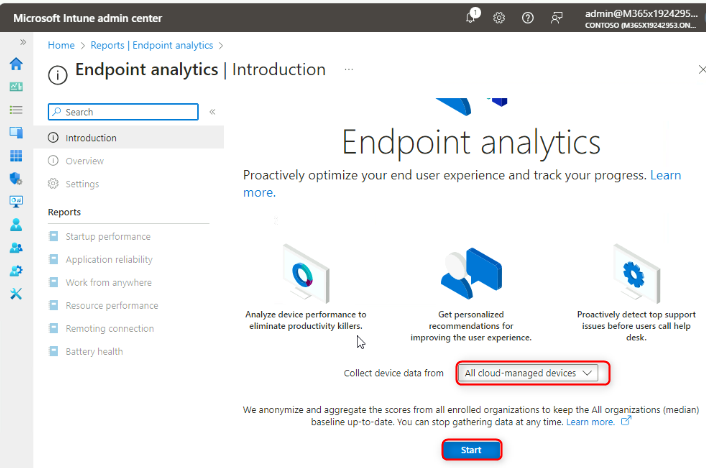 Microsoft Intune admin center
1
admin@M365x1924295...
CONTOSO (M365X19242953.ON...
Home > Reports | Endpoint analytics >
Endpoint analytics | Introduction ...
Search
Introduction
Overview
Settings
Reports
Startup performance
Application reliability
Work from anywhere
Resource performance
Remoting connection
Battery health
Endpoint analytics
Proactively optimize your end user experience and track your progress. Learn
more.
Analyze device performance to
eliminate productivity killers.
Get personalized
recommendations for
improving the user experience.
Proactively detect top support
issues before users call help
desk.
Collect device data from
All cloud-managed devices
We anonymize and aggregate the scores from all enrolled organizations to keep the All organizations (median)
baseline up-to-date. You can stop gathering data at any time. Learn more.
Start